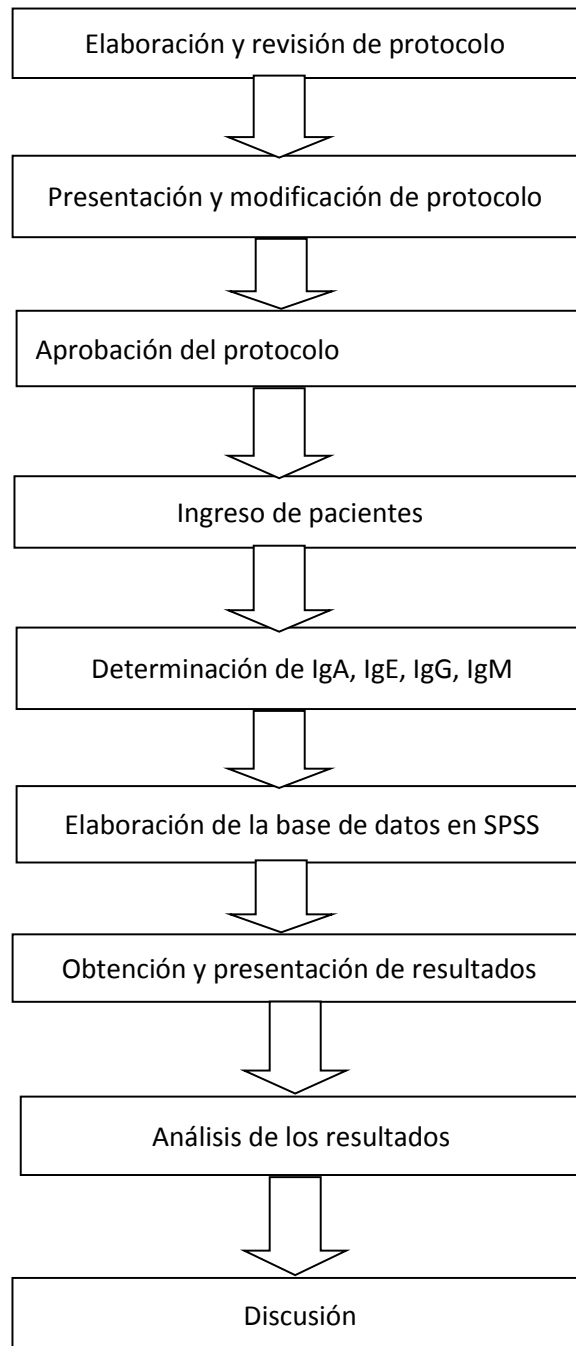 Elaboración y revisión de protocolo
Presentación y modificación de protocolo
Aprobación del protocolo
Ingreso de pacientes
Determinación de IgA, IgE, IgG, IgM
Elaboración de la base de datos en SPSS
Obtención y presentación de resultados
Análisis de los resultados
Discusión